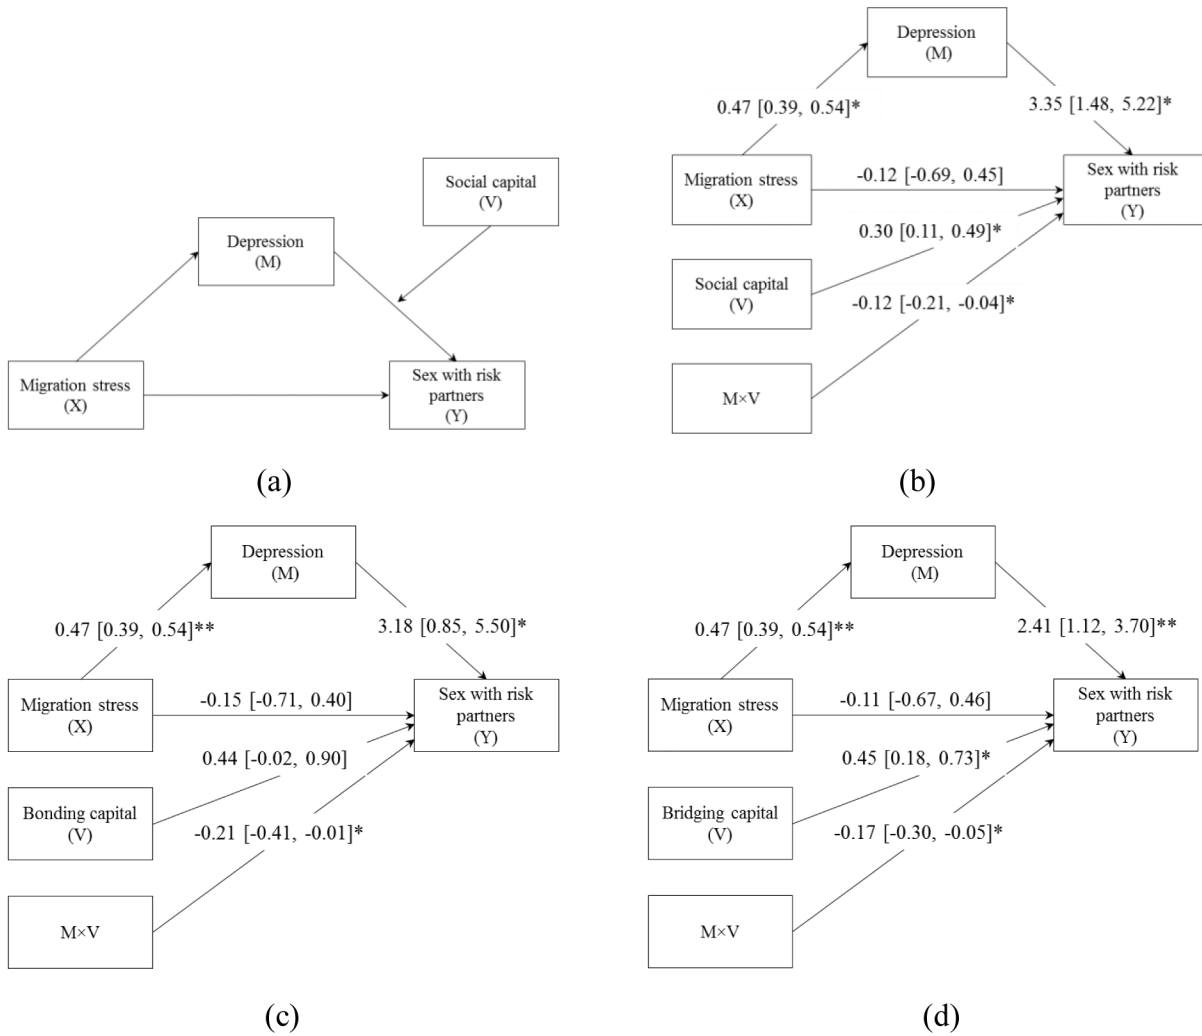 Social capital
(V)
Depression
(M)
Migration stress
(X)
Sex with risk
partners
(Y)
(a)
Depression
(M)
0.47 [0.39, 0.54]*
3.35 [1.48, 5.22]*
Migration stress
(X)
-0.12 [-0.69, 0.45]
Sex with risk
partners
(Y)
0.30 [0.11, 0.49]*
Social capital
(V)
-0.12 [-0.21, -0.04]*
M×V
(b)
Depression
(M)
0.47 [0.39, 0.54]**
3.18 [0.85, 5.50]*
Migration stress
(X)
-0.15 [-0.71, 0.40]
Sex with risk
partners
(Y)
0.44 [-0.02, 0.90]
Bonding capital
(V)
-0.21 [-0.41, -0.01]*
M×V
(c)
Depression
(M)
0.47 [0.39, 0.54]**
2.41 [1.12, 3.70]**
Migration stress
(X)
-0.11 [-0.67, 0.46]
Sex with risk
partners
(Y)
0.45 [0.18, 0.73]*
Bridging capital
(V)
-0.17 [-0.30, -0.05]*
M×V
(d)